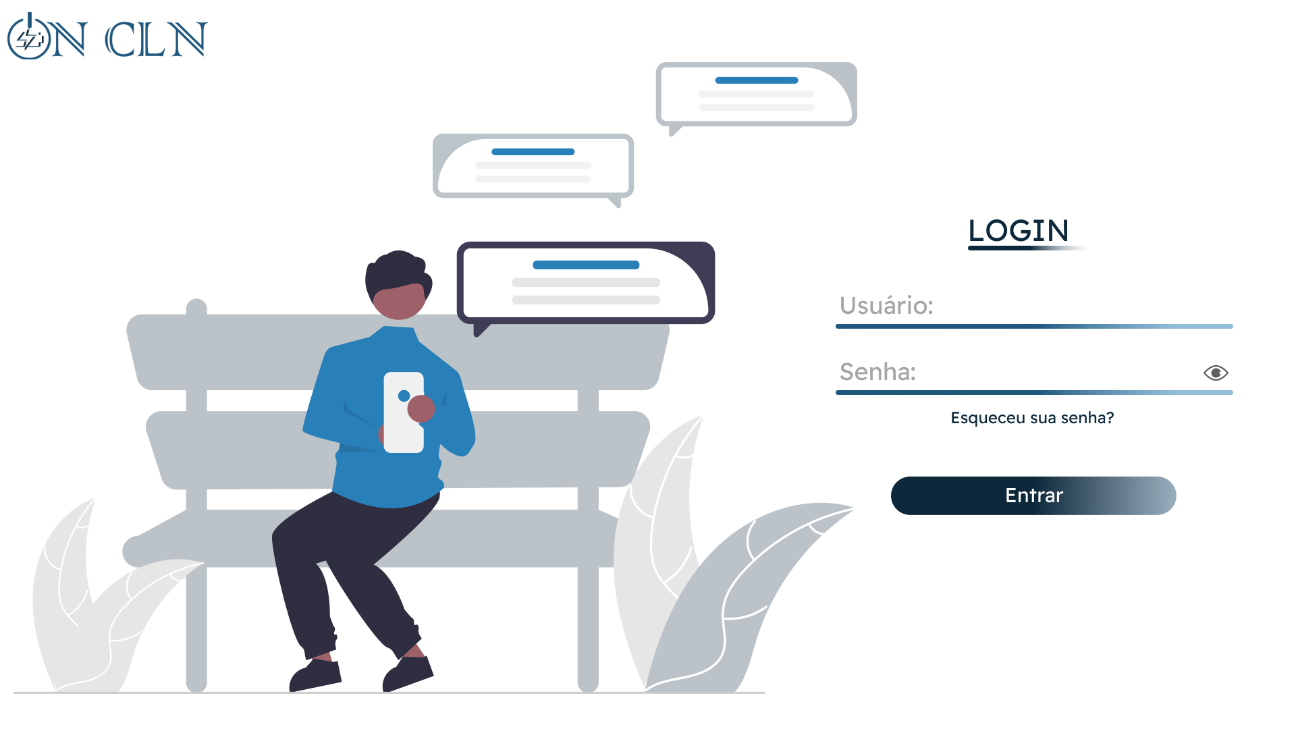 ON CLN
LOGIN
Usuário:
Senha:
Esqueceu sua senha?
Entrar